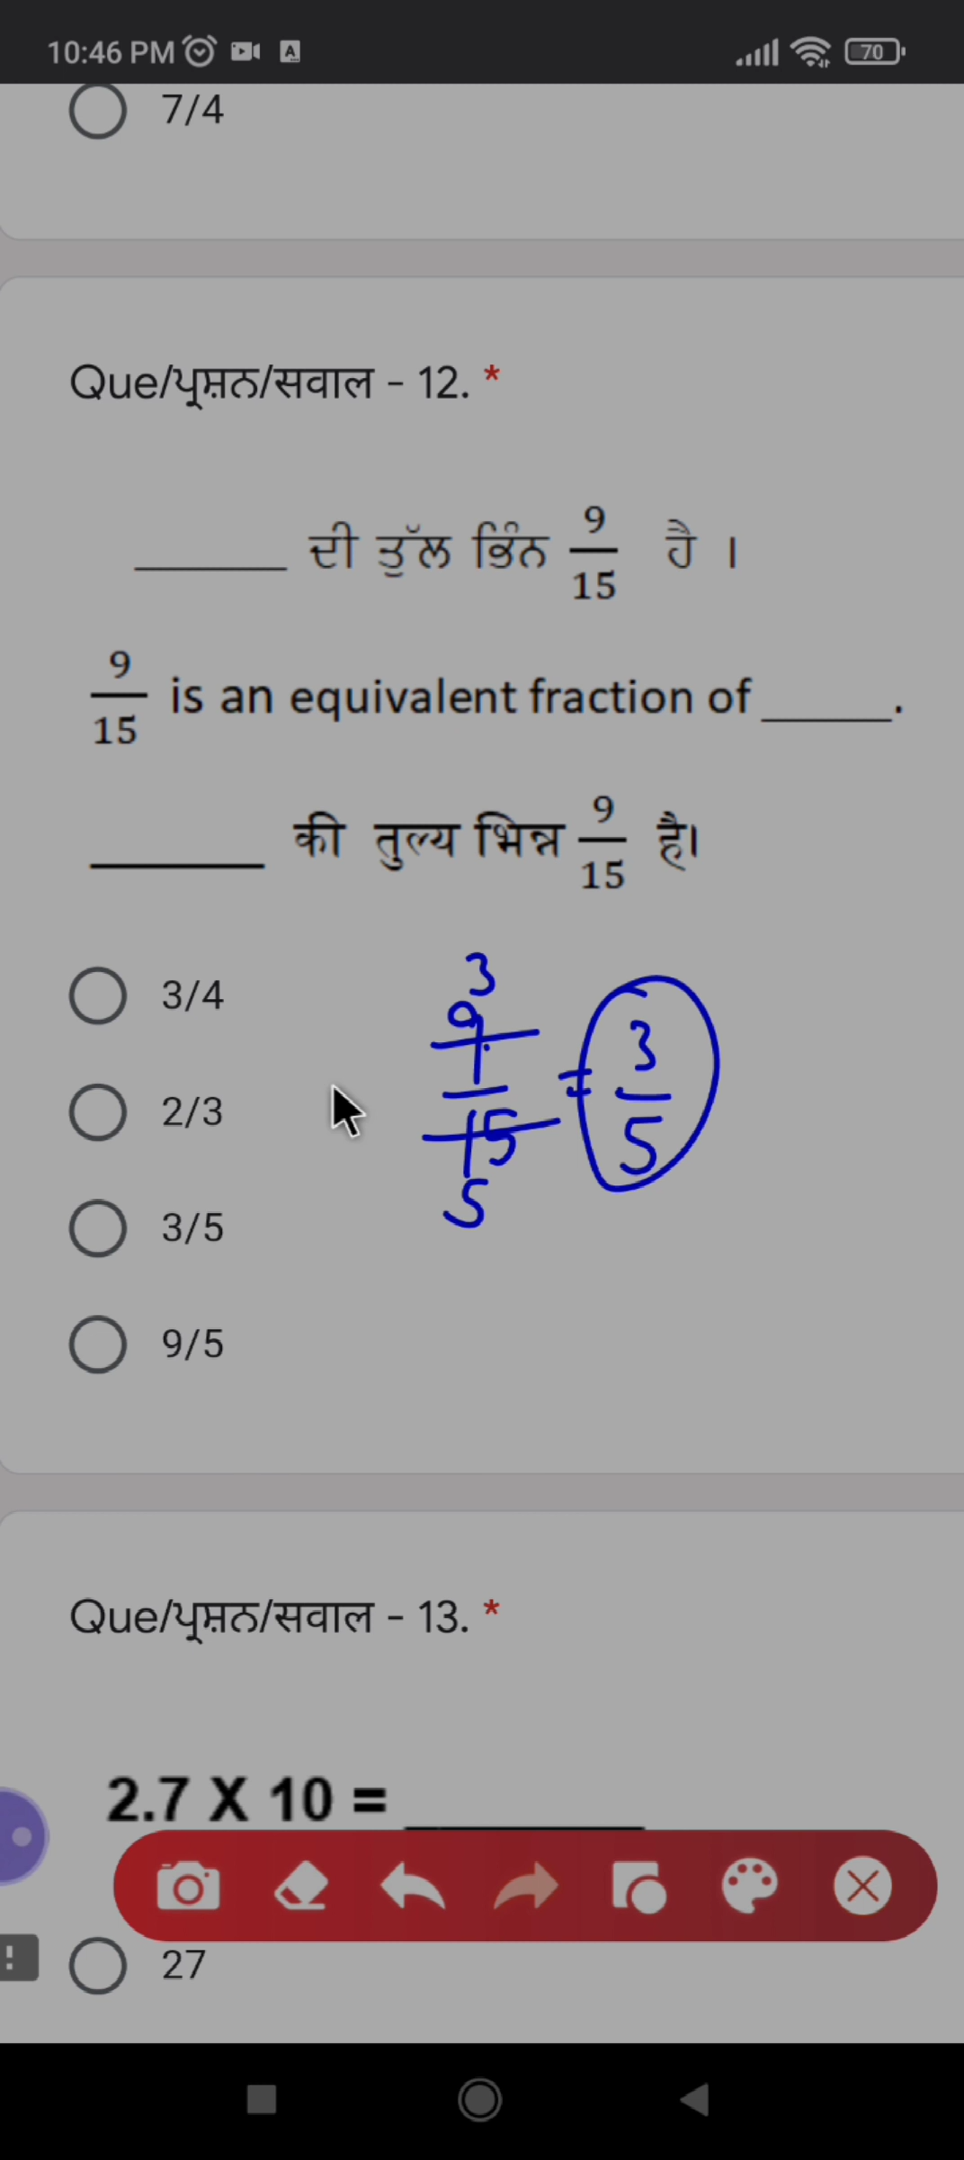 10:46 PM
70
7/4
Que/ਪ੍ਰਸ਼ਨ/सवाल - 12. *
______ ਦੀ ਤੁੱਲ ਭਿੰਨ 9/15 ਹੈ ।
9/15 is an equivalent fraction of _____.
______ की तुल्य भिन्न 9/15 है।
3/4
2/3
3/5
9/5
3
9/15 = 3/5
5
Que/ਪ੍ਰਸ਼ਨ/सवाल - 13. *
2.7 X 10 = ______
27